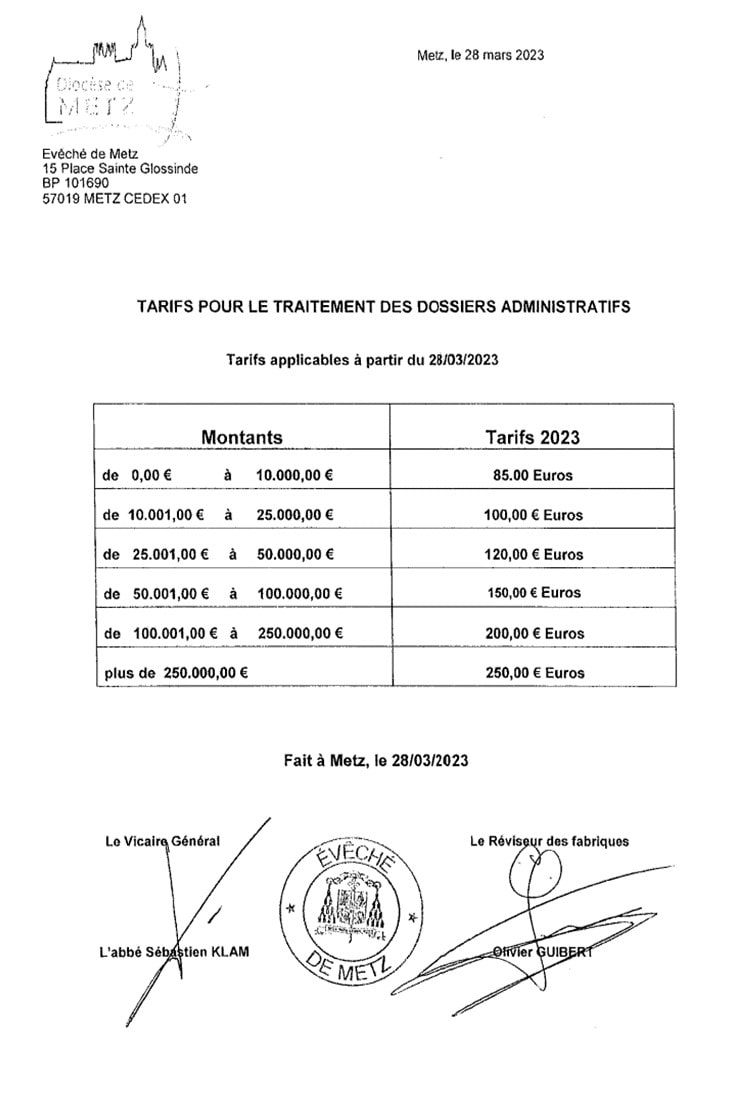 Metz, le 28 mars 2023
Diocèse de
METZ
Evêché de Metz
15 Place Sainte Glossinde
BP 101690
57019 METZ CEDEX 01
TARIFS POUR LE TRAITEMENT DES DOSSIERS ADMINISTRATIFS
Tarifs applicables à partir du 28/03/2023
Montants Tarifs 2023
de 0,00 € à 10.000,00 € 85.00 Euros
de 10.001,00 € à 25.000,00 € 100,00 € Euros
de 25.001,00 € à 50.000,00 € 120,00 € Euros
de 50.001,00 € à 100.000,00 € 150,00 € Euros
de 100.001,00 € à 250.000,00 € 200,00 € Euros
plus de 250.000,00 € 250,00 € Euros
Fait à Metz, le 28/03/2023
Le Vicaire Général Le Réviseur des fabriques
ÉVÊCHÉ
DE METZ
L'abbé Sébastien KLAM Olivier GUIBERT